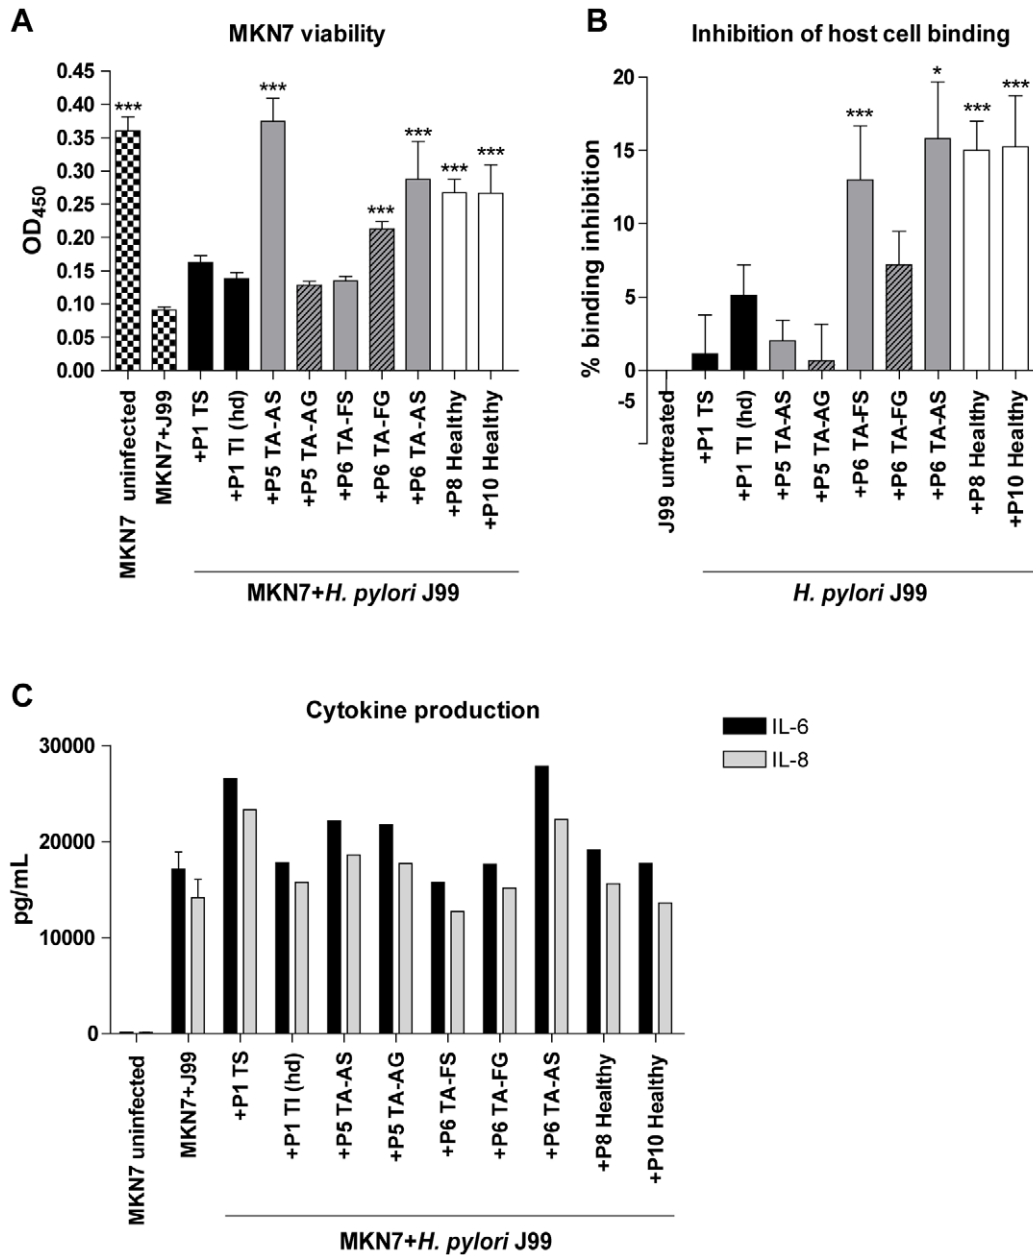 A
MKN7 viability
OD450
0.45
0.40
0.35
0.30
0.25
0.20
0.15
0.10
0.05
0.00
***
***
***
***
***
***
MKN7 uninfected
MKN7+J99
+P1 TS
+P1 TI (hd)
+P5 TA-AS
+P5 TA-AG
+P6 TA-FS
+P6 TA-FG
+P6 TA-AS
+P8 Healthy
+P10 Healthy
MKN7+H. pylori J99
B
Inhibition of host cell binding
% binding inhibition
20
15
10
5
0
-5
***
*
***
***
J99 untreated
+P1 TS
+P1 TI (hd)
+P5 TA-AS
+P5 TA-AG
+P6 TA-FS
+P6 TA-FG
+P6 TA-AS
+P8 Healthy
+P10 Healthy
H. pylori J99
C
Cytokine production
IL-6
IL-8
pg/mL
30000
20000
10000
0
MKN7 uninfected
MKN7+J99
+P1 TS
+P1 TI (hd)
+P5 TA-AS
+P5 TA-AG
+P6 TA-FS
+P6 TA-FG
+P6 TA-AS
+P8 Healthy
+P10 Healthy
MKN7+H. pylori J99